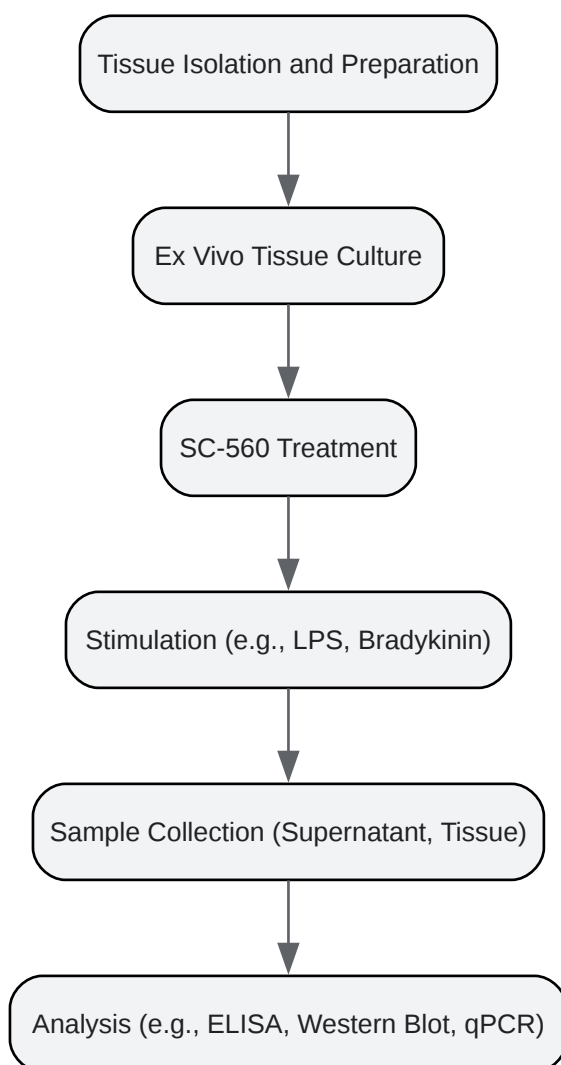 Tissue Isolation and Preparation
Ex Vivo Tissue Culture
SC-560 Treatment
Stimulation (e.g., LPS, Bradykinin)
Sample Collection (Supernatant, Tissue)
Analysis (e.g., ELISA, Western Blot, qPCR)